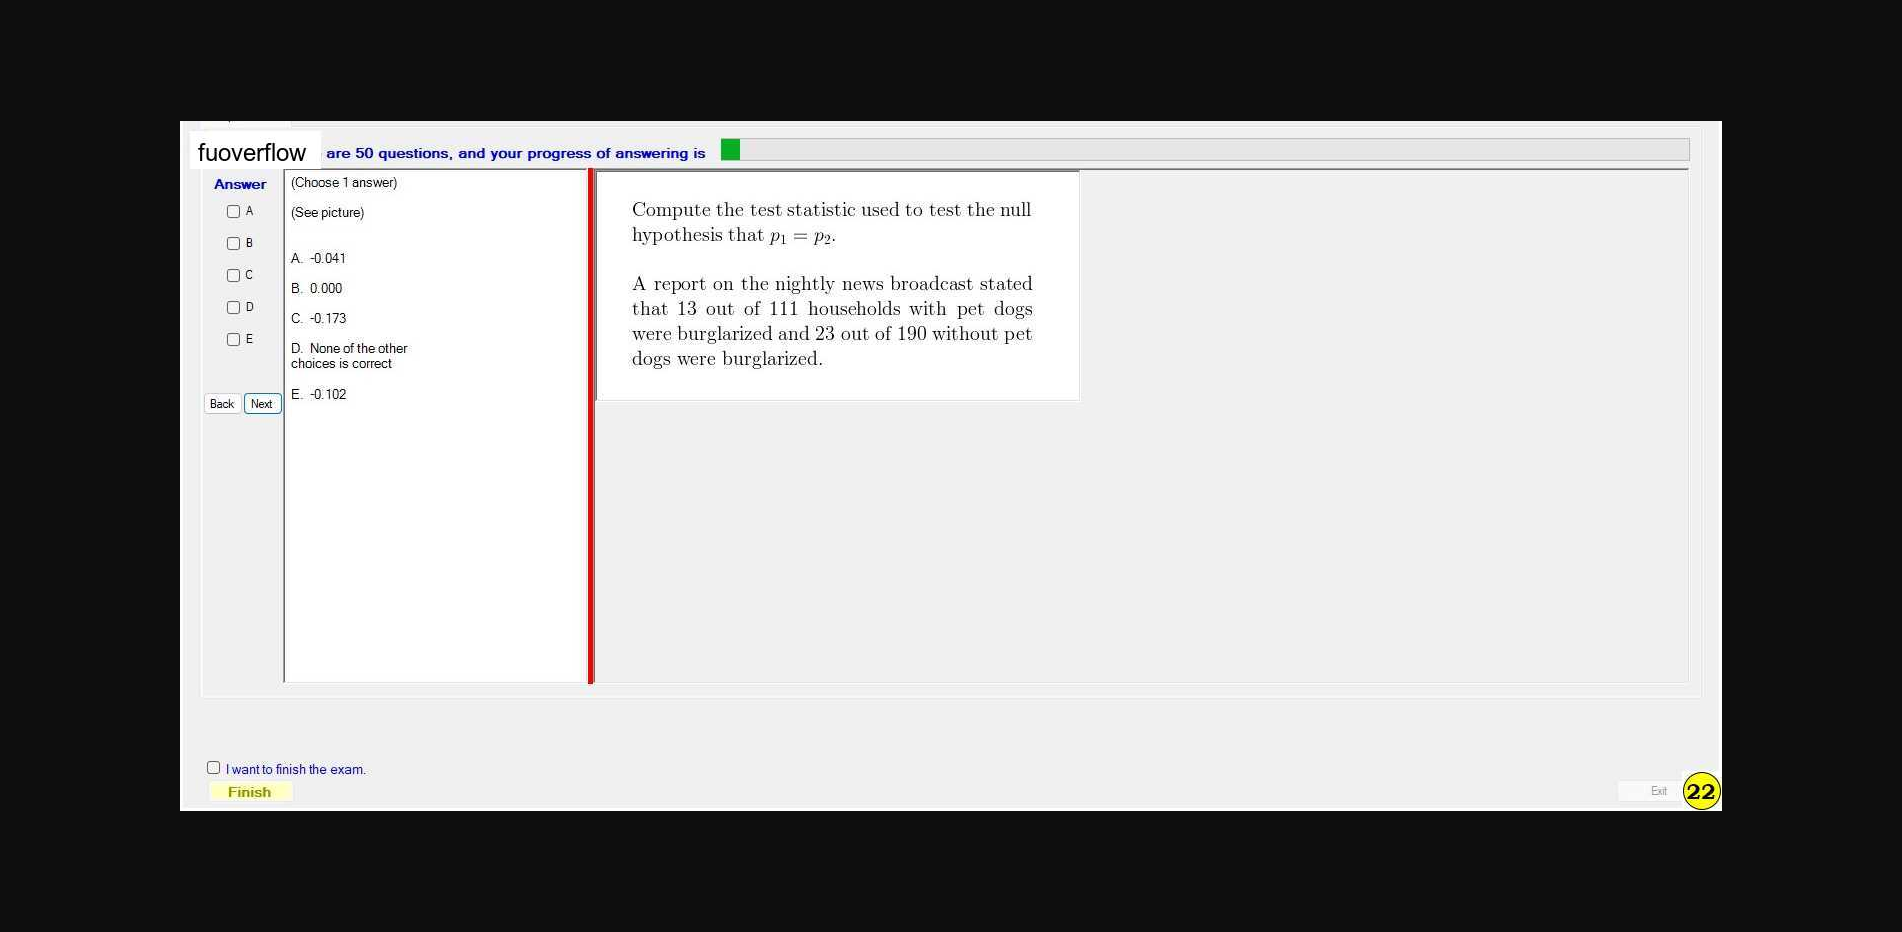 fuoverflow are 50 questions, and your progress of answering is
Answer
A
B
C
D
E
Back Next
(Choose 1 answer)
(See picture)
A. -0.041
B. 0.000
C. -0.173
D. None of the other
choices is correct
E. -0.102
Compute the test statistic used to test the null
hypothesis that p₁ = p₂.
A report on the nightly news broadcast stated
that 13 out of 111 households with pet dogs
were burglarized and 23 out of 190 without pet
dogs were burglarized.
I want to finish the exam.
Finish
Exit
22